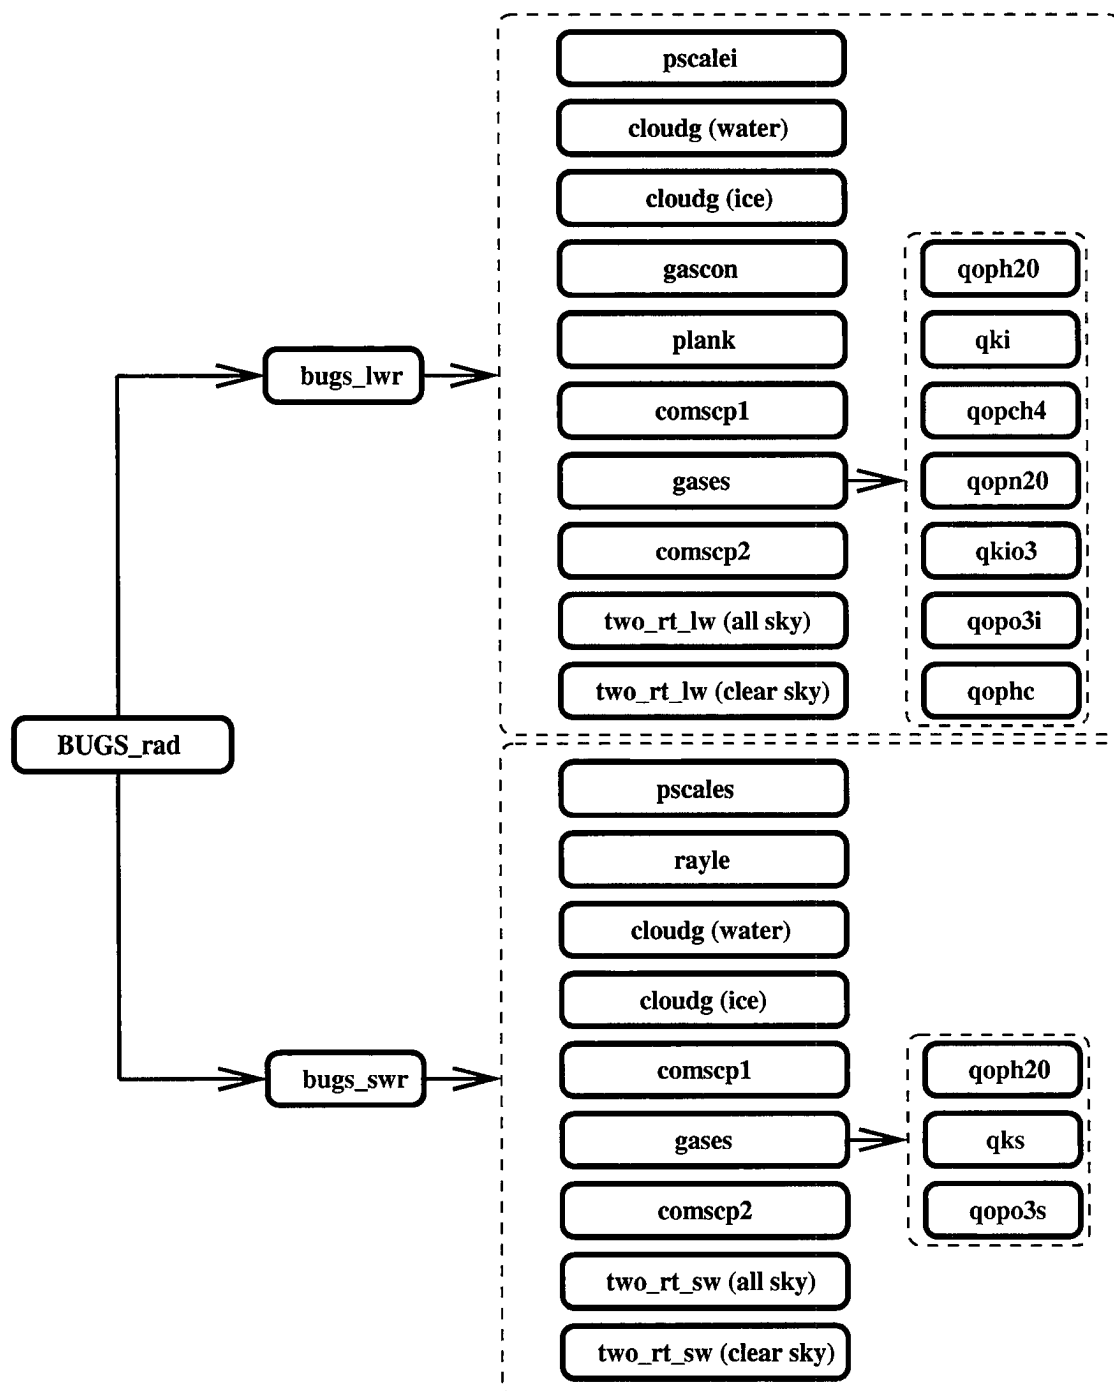 BUGS_rad
bugs_lwr
pscalei
cloudg (water)
cloudg (ice)
gascon
plank
comscp1
gases
comscp2
two_rt_lw (all sky)
two_rt_lw (clear sky)
qoph20
qki
qopch4
qopn20
qkio3
qopo3i
qophc
bugs_swr
pscales
rayle
cloudg (water)
cloudg (ice)
comscp1
gases
comscp2
two_rt_sw (all sky)
two_rt_sw (clear sky)
qoph20
qks
qopo3s